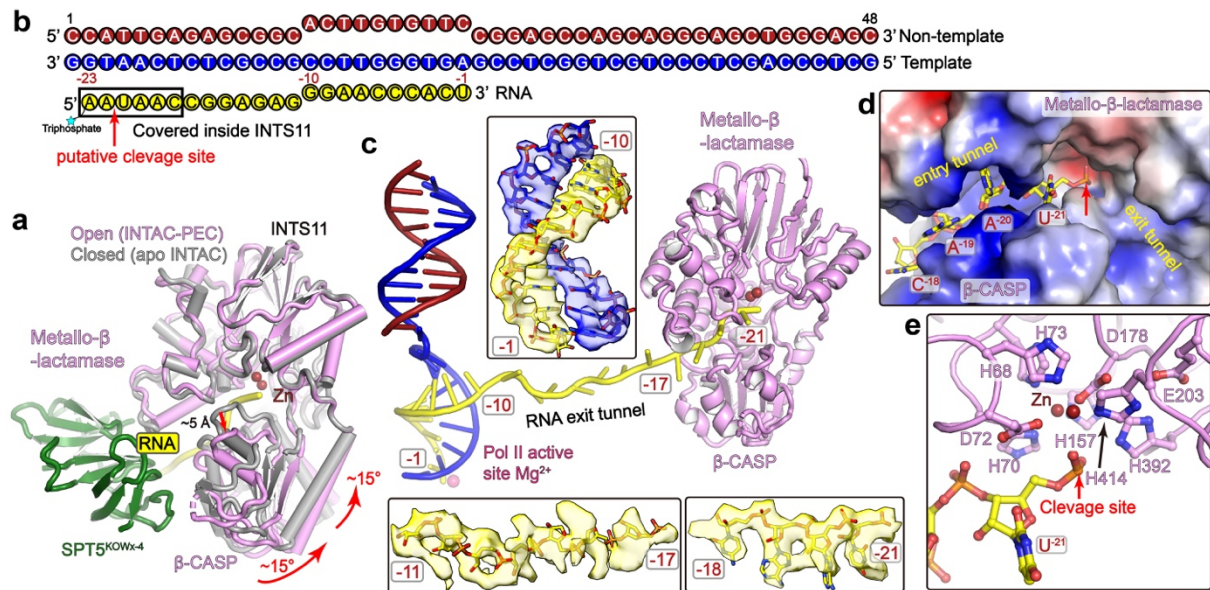 b
1
48
ACTTGTGTTC
5' CCATTGAGAGCGGC CGGAGCCAGCAGGGAGCTGGGAGC 3' Non-template
3' GGTAACTCTCGCCGCCTTGGGTGAGCCTCGGTCGTCCCTCGACCCTCG 5' Template
-23
-10
-1
5' AAUAACCGGAGAG GGAACCCACU 3' RNA
Triphosphate
Covered inside INTS11
putative clevage site
a
Open (INTAC-PEC)
Closed (apo INTAC)
INTS11
Metallo-β
-lactamase
Zn
~5 Å
RNA
SPT5KOWx-4
β-CASP
~15°
~15°
c
-10
-1
Metallo-β
-lactamase
-21
-17
-10
RNA exit tunnel
-1
Pol II active
site Mg2+
β-CASP
-11
-17
-18
-21
d
Metallo-β-lactamase
entry tunnel
exit tunnel
U-21
A-20
A-19
C-18
β-CASP
e
H73
D178
H68
E203
Zn
D72
H157
H70
H414
H392
Clevage site
U-21